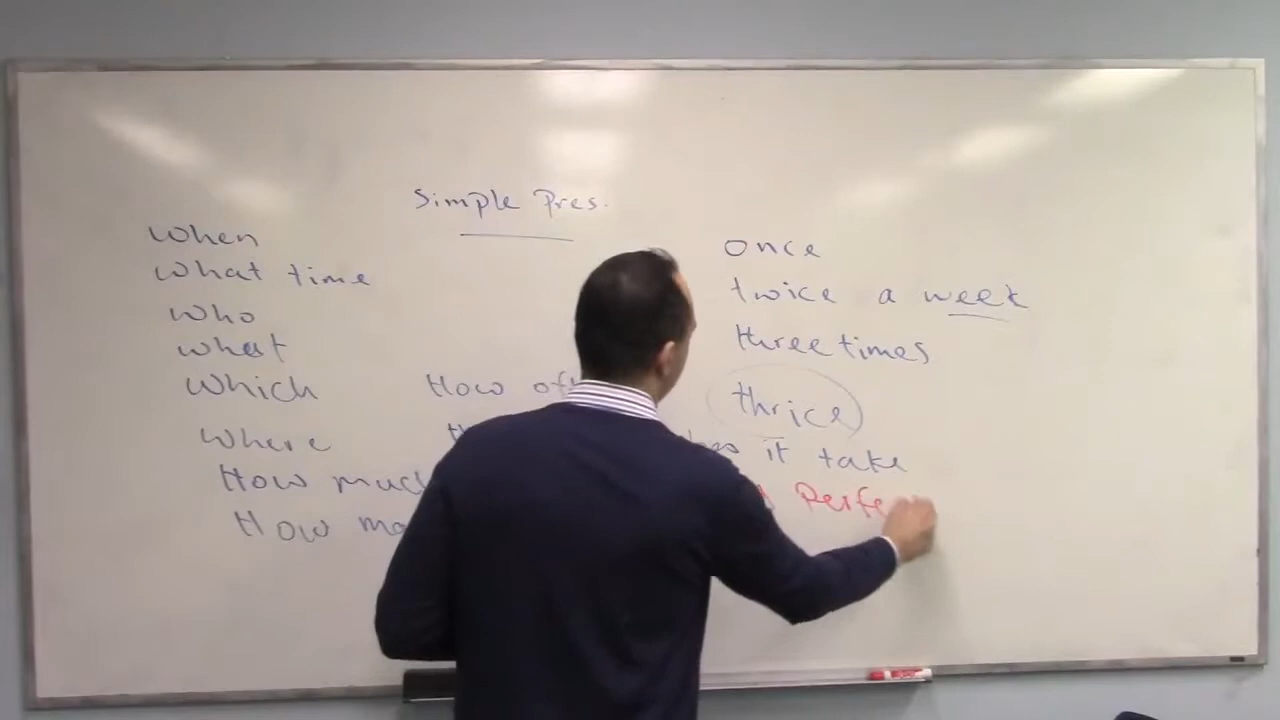 Simple Pres.
when
what time
who
what
which
where
How much
How
How
once
twice a week
three times
thrice
it take